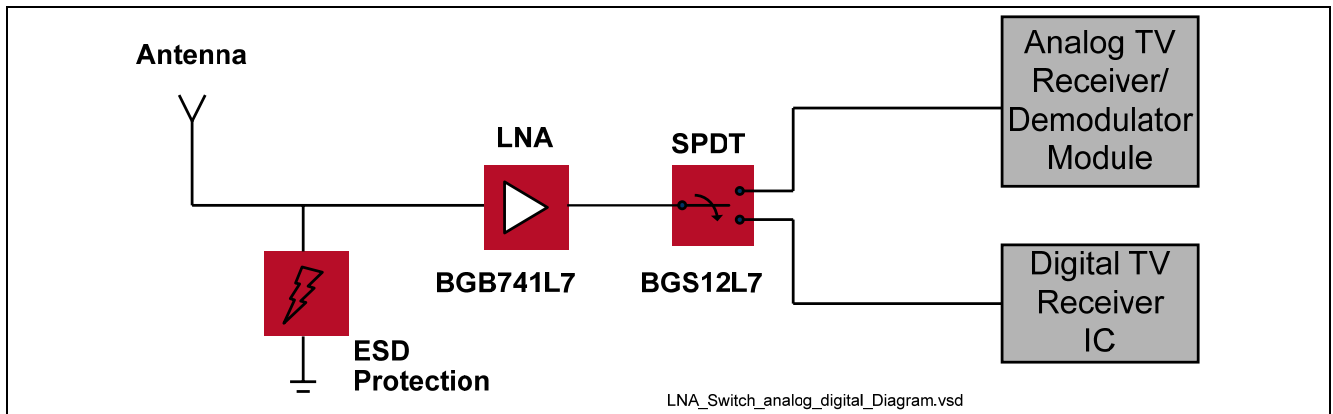 Antenna
LNA
SPDT
BGB741L7
BGS12L7
ESD
Protection
Analog TV
Receiver/
Demodulator
Module
Digital TV
Receiver
IC
LNA_Switch_analog_digital_Diagram.vsd